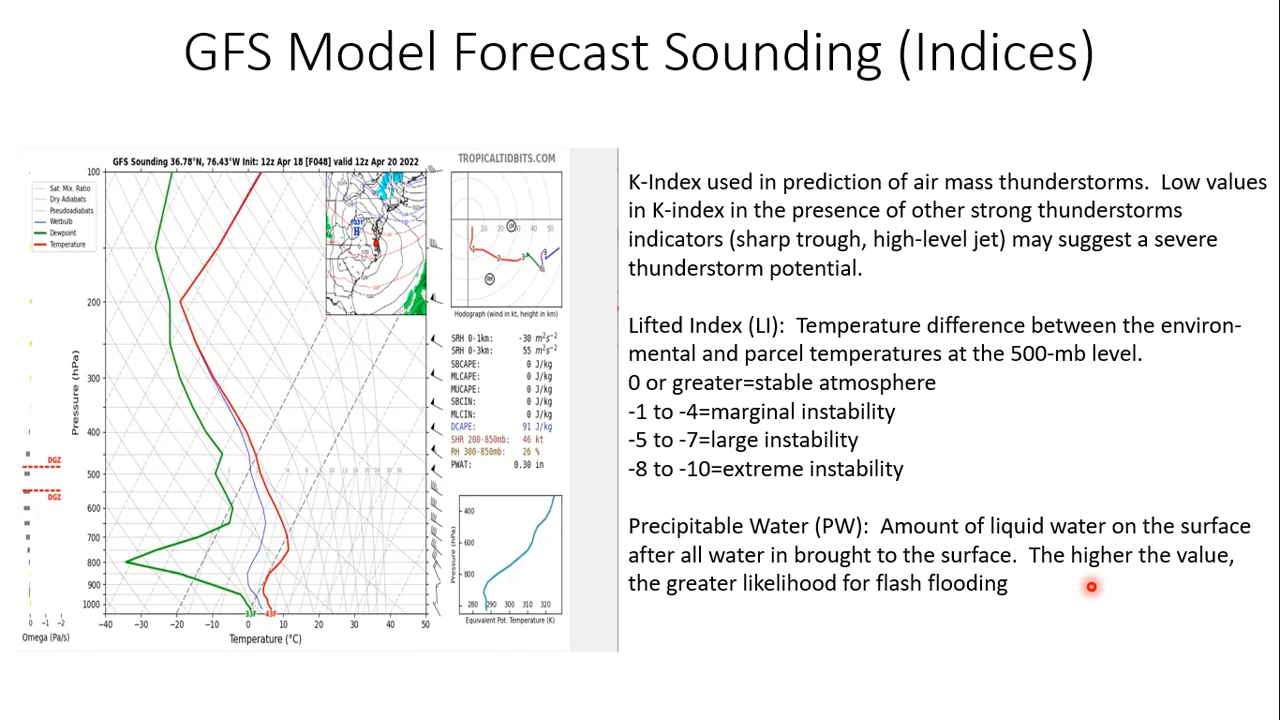 GFS Model Forecast Sounding (Indices)
GFS Sounding 36.78°N, 76.43°W Init: 12z Apr 18 [F048] valid 12z Apr 20 2022
TROPICALTIDBITS.COM
Sat. Mix. Ratio
Dry Adiabats
Pseudoadiabats
Wetbulb
Dewpoint
Temperature
Pressure (hPa)
100
200
300
400
500
600
700
800
900
1000
DGZ
DGZ
0 -1 -2
Omega (Pa/s)
33F 43F
-40 -30 -20 -10 0 10 20 30 40 50
Temperature (°C)
10 20 30 40 50
Hodograph (wind in kt, height in km)
SRH 0-1km: -30 m²s⁻²
SRH 0-3km: 55 m²s⁻²
SBCAPE: 0 J/kg
MLCAPE: 0 J/kg
MUCAPE: 0 J/kg
SBCIN: 0 J/kg
MLCIN: 0 J/kg
DCAPE: 91 J/kg
SHR 200-850mb: 46 kt
RH 300-850mb: 26 %
PWAT: 0.30 in
Pressure (hPa)
400
600
800
280 290 300 310 320
Equivalent Pot. Temperature (K)
K-Index used in prediction of air mass thunderstorms. Low values
in K-index in the presence of other strong thunderstorms
indicators (sharp trough, high-level jet) may suggest a severe
thunderstorm potential.
Lifted Index (LI): Temperature difference between the environ-
mental and parcel temperatures at the 500-mb level.
0 or greater=stable atmosphere
-1 to -4=marginal instability
-5 to -7=large instability
-8 to -10=extreme instability
Precipitable Water (PW): Amount of liquid water on the surface
after all water in brought to the surface. The higher the value,
the greater likelihood for flash flooding